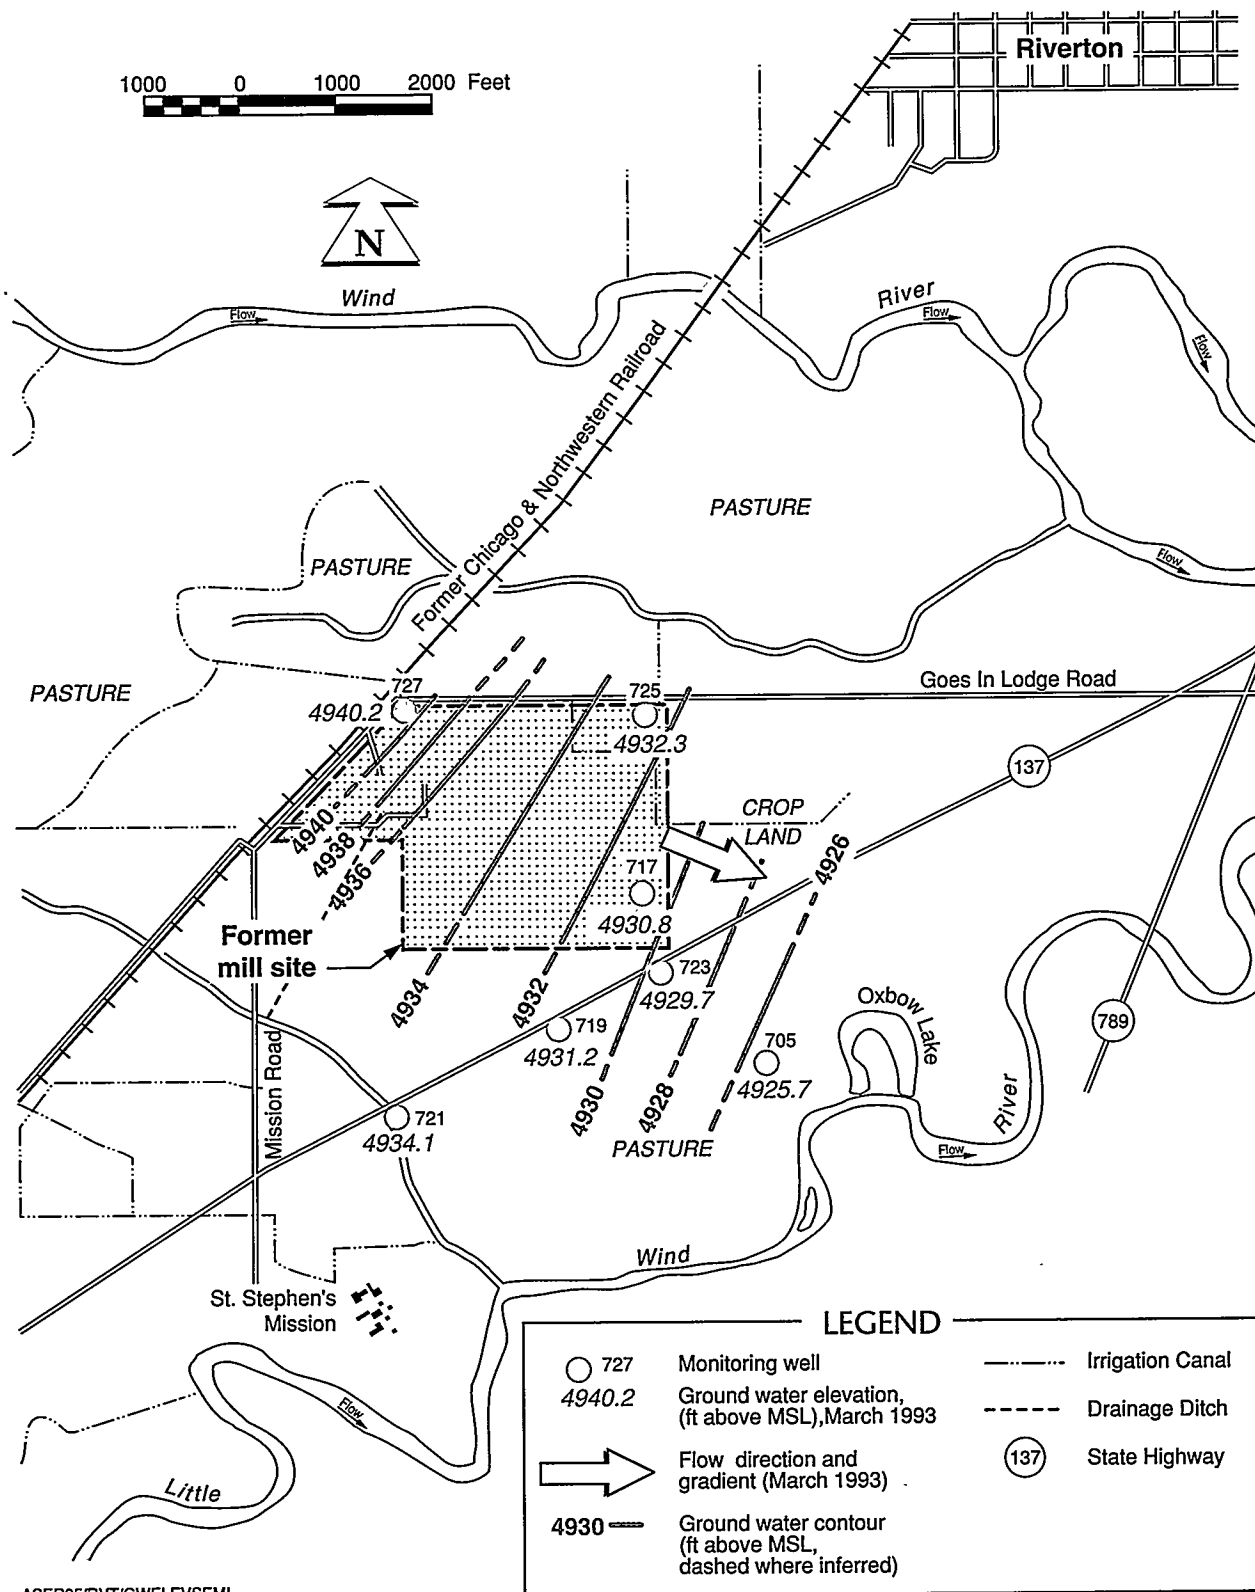 Riverton
1000 0 1000 2000 Feet
N
Wind
River
Flow
Flow
Flow
Former Chicago & Northwestern Railroad
PASTURE
PASTURE
Flow
PASTURE
Goes In Lodge Road
727
4940.2
725
4932.3
137
4940
4938
4936
CROP
LAND
4926
717
4930.8
Former
mill site
4934
4932
723
4929.7
719
4931.2
705
4925.7
Oxbow Lake
789
River
Flow
Mission Road
721
4934.1
4930
4928
PASTURE
Wind
St. Stephen's
Mission
Flow
Little
LEGEND
727 Monitoring well
4940.2 Ground water elevation,
(ft above MSL),March 1993
Flow direction and
gradient (March 1993)
4930 Ground water contour
(ft above MSL,
dashed where inferred)
Irrigation Canal
Drainage Ditch
137 State Highway